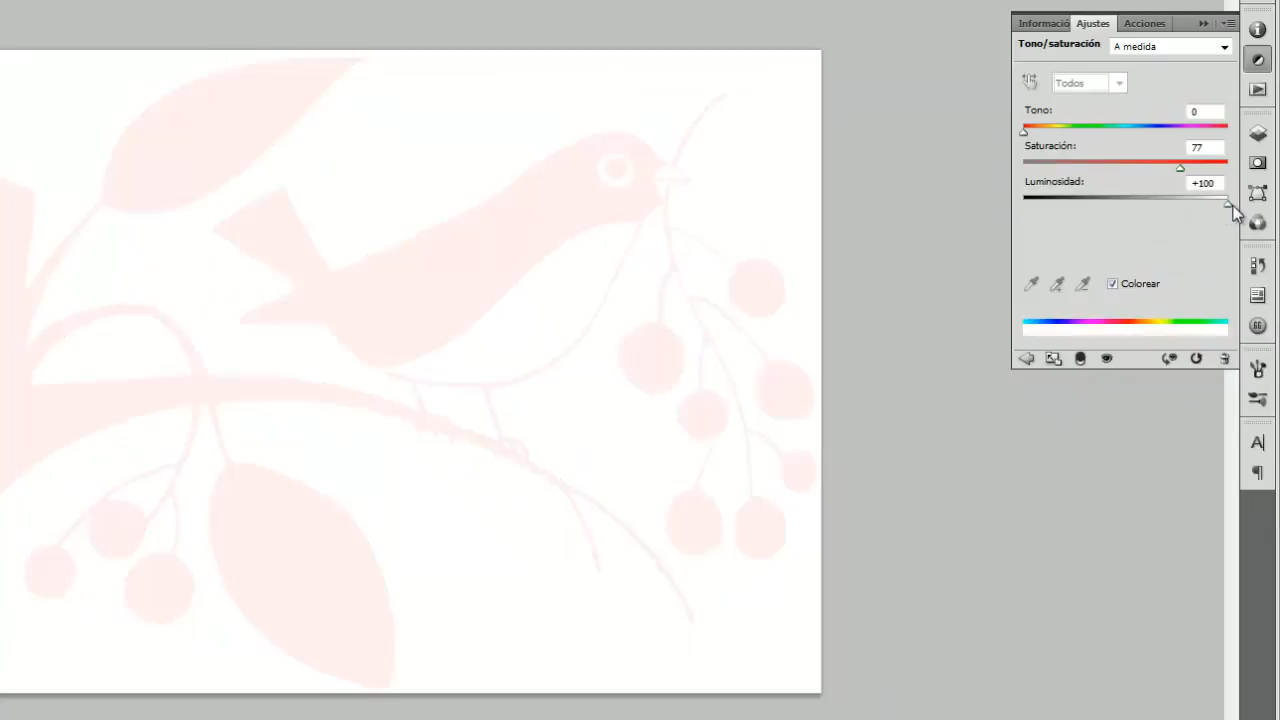 Informació Ajustes Acciones
Tono/saturación A medida
Todos
Tono: 0
Saturación: 77
Luminosidad: +100
Colorear
A